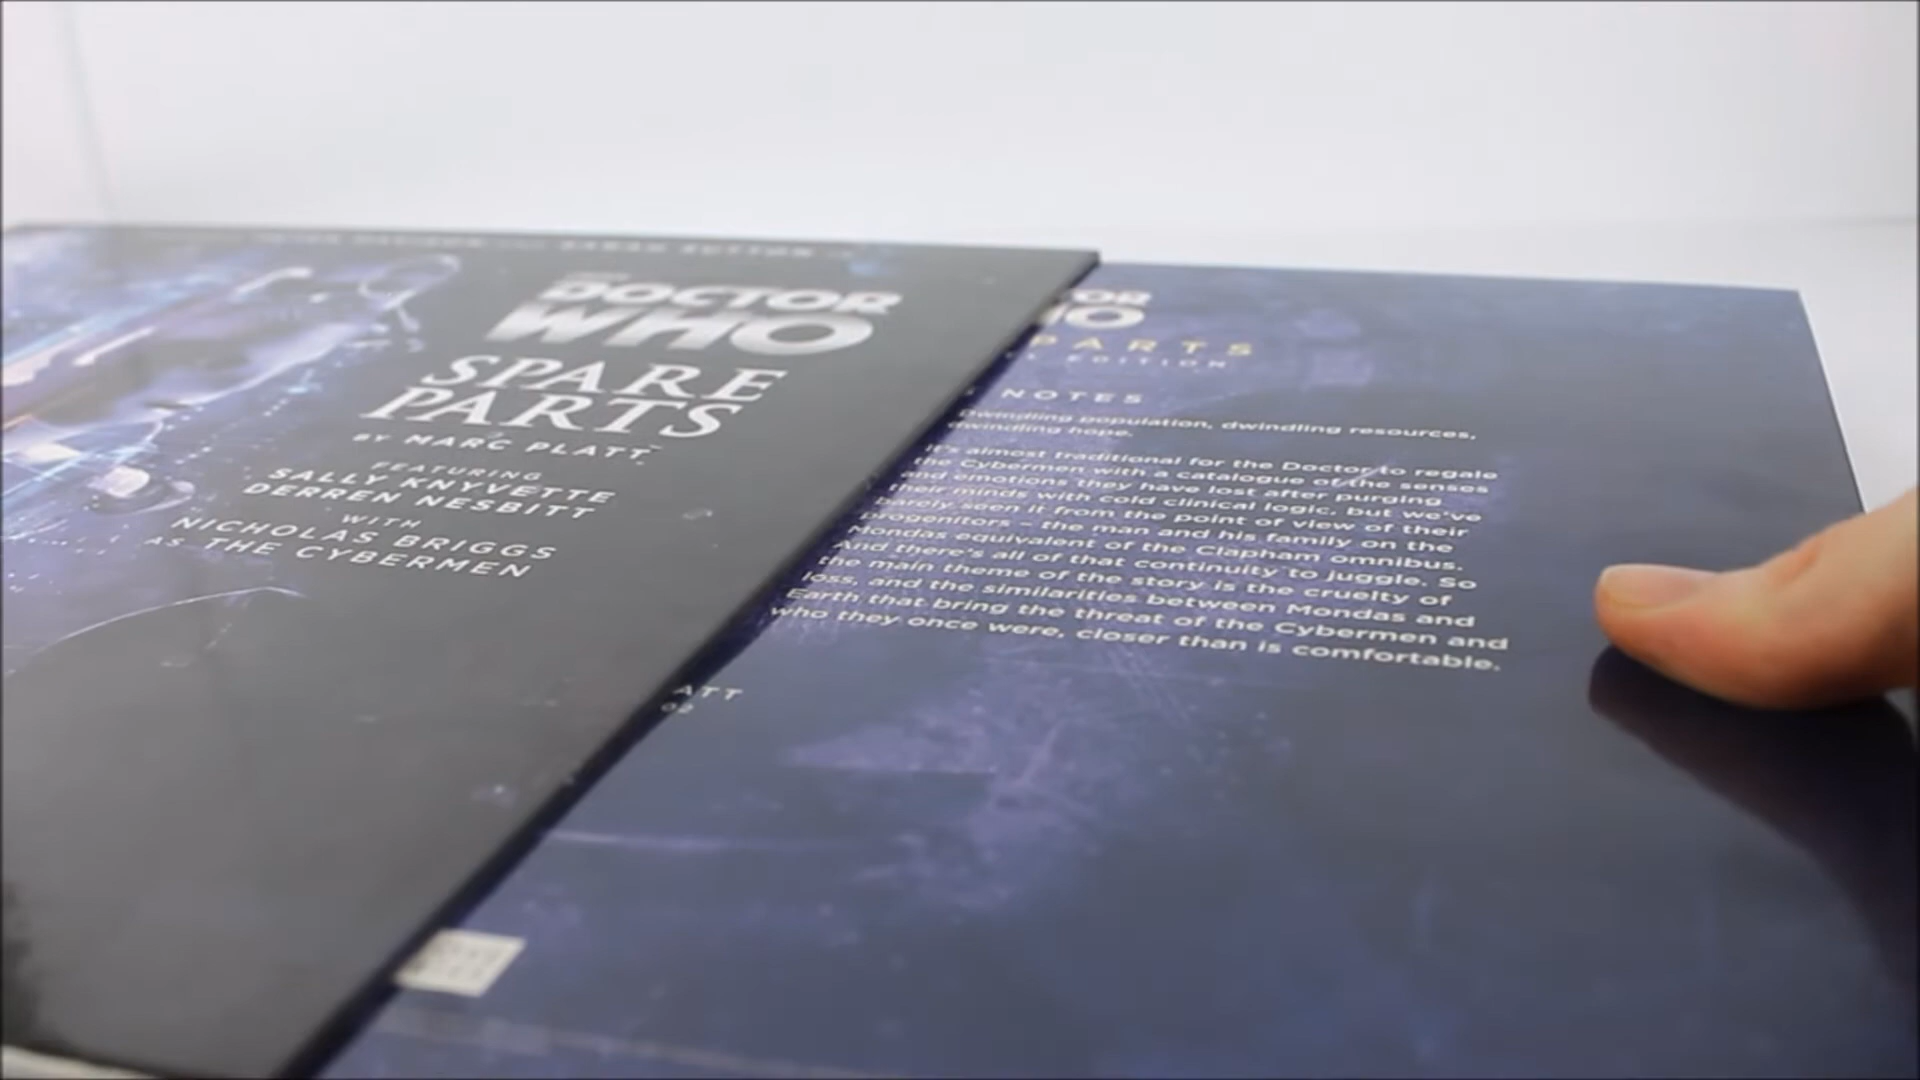 SARAH SUTTON
DOCTOR
WHO
SPARE
PARTS
BY MARC PLATT
FEATURING
SALLY KNYVETTE
DERREN NESBITT
WITH
NICHOLAS BRIGGS
AS THE CYBERMEN
PARTS
EDITION
NOTES
Dwindling population, dwindling resources,
dwindling hope.
It's almost traditional for the Doctor to regale
the Cybermen with a catalogue of the senses
and emotions they have lost after purging
their minds with cold clinical logic, but we've
rarely seen it from the point of view of their
progenitors – the man and his family on the
Mondas equivalent of the Clapham Omnibus.
And there's all of that continuity to juggle. So
the main theme of the story is the cruelty of
loss, and the similarities between Mondas and
Earth that bring the threat of the Cybermen and
who they once were, closer than is comfortable.
ATT
02